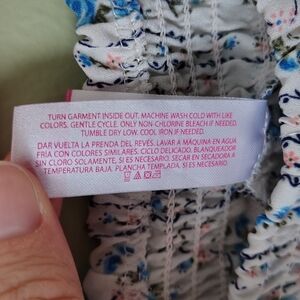 TURN GARMENT INSIDE OUT. MACHINE WASH COLD WITH LIKE
COLORS. GENTLE CYCLE. ONLY NON-CHLORINE BLEACH IF NEEDED.
TUMBLE DRY LOW. COOL IRON IF NEEDED.
DAR VUELTA LA PRENDA DEL REVÉS. LAVAR A MÁQUINA EN AGUA
FRÍA CON COLORES SIMILARES. CICLO DELICADO. BLANQUEADOR
SIN CLORO SOLAMENTE, SI ES NECESARIO. SECAR EN SECADORA A
TEMPERATURA BAJA. PLANCHA TEMPLADA, SI ES NECESARIO.